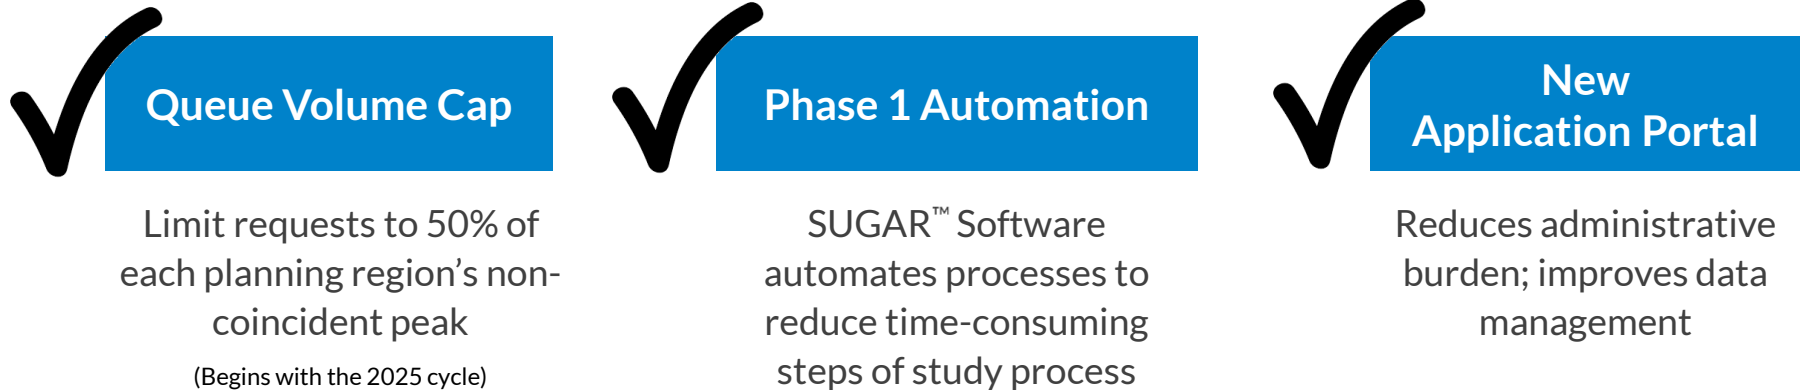 Queue Volume Cap
Limit requests to 50% of
each planning region's non-
coincident peak
(Begins with the 2025 cycle)
Phase 1 Automation
SUGAR™ Software
automates processes to
reduce time-consuming
steps of study process
New
Application Portal
Reduces administrative
burden; improves data
management